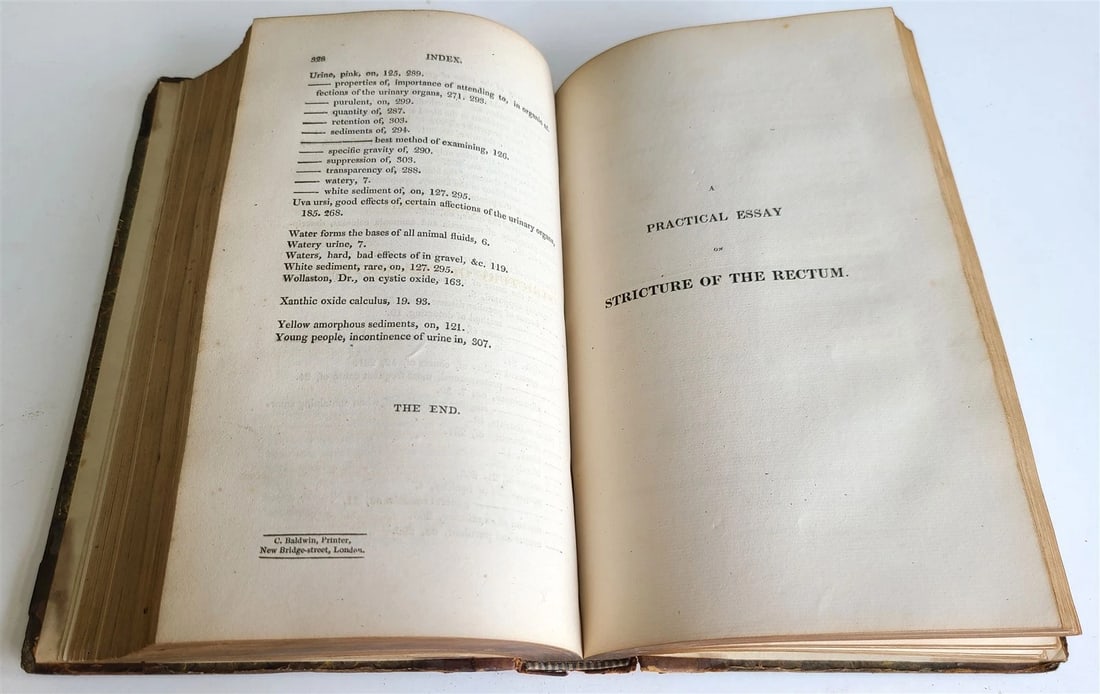 328 INDEX.
Urine, pink, on, 125. 289.
—— properties of, importance of attending to, in organic af-
fections of the urinary organs, 271. 293.
—— purulent, on, 299.
—— quantity of, 287.
—— retention of, 303.
—— sediments of, 294.
—— —— best method of examining, 126.
—— specific gravity of, 290.
—— suppression of, 303.
—— transparency of, 288.
—— watery, 7.
—— white sediment of, on, 127. 295.
Uva ursi, good effects of, certain affections of the urinary organs,
185. 268.
Water forms the bases of all animal fluids, 6.
Watery urine, 7.
Waters, hard, bad effects of in gravel, &c. 119.
White sediment, rare, on, 127. 295.
Wollaston, Dr., on cystic oxide, 163.
Xanthic oxide calculus, 19. 93.
Yellow amorphous sediments, on, 121.
Young people, incontinence of urine in, 307.
THE END.
C. Baldwin, Printer,
New Bridge-street, London.
A
PRACTICAL ESSAY
ON
STRICTURE OF THE RECTUM.